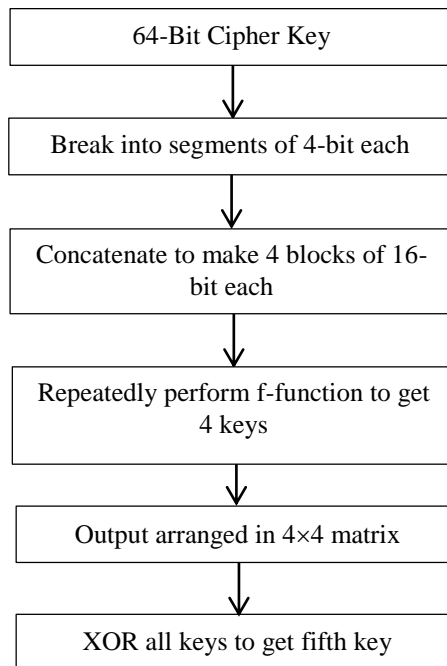 64-Bit Cipher Key
Break into segments of 4-bit each
Concatenate to make 4 blocks of 16-
bit each
Repeatedly perform f-function to get
4 keys
Output arranged in 4×4 matrix
XOR all keys to get fifth key